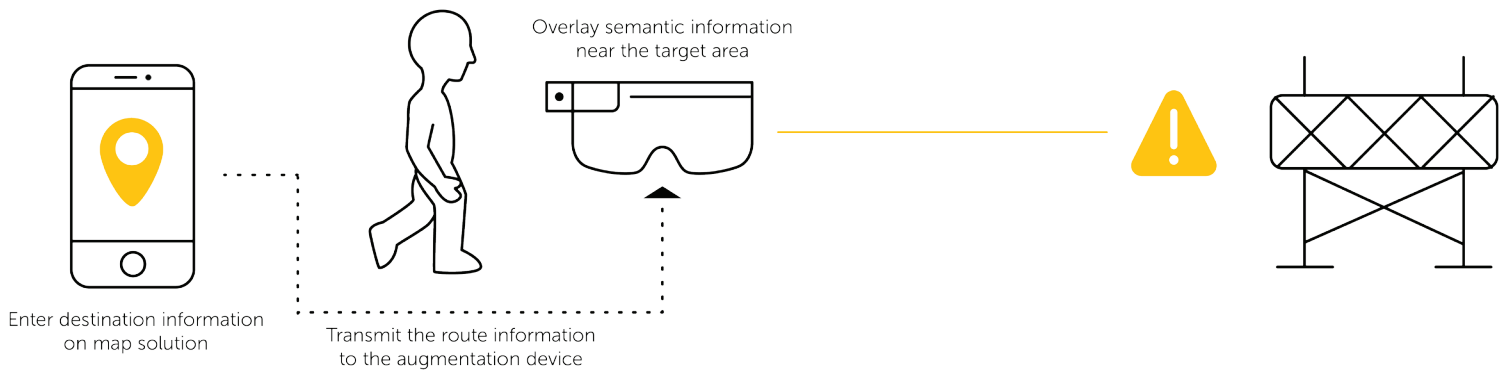 Overlay semantic information
near the target area
Enter destination information
on map solution
Transmit the route information
to the augmentation device